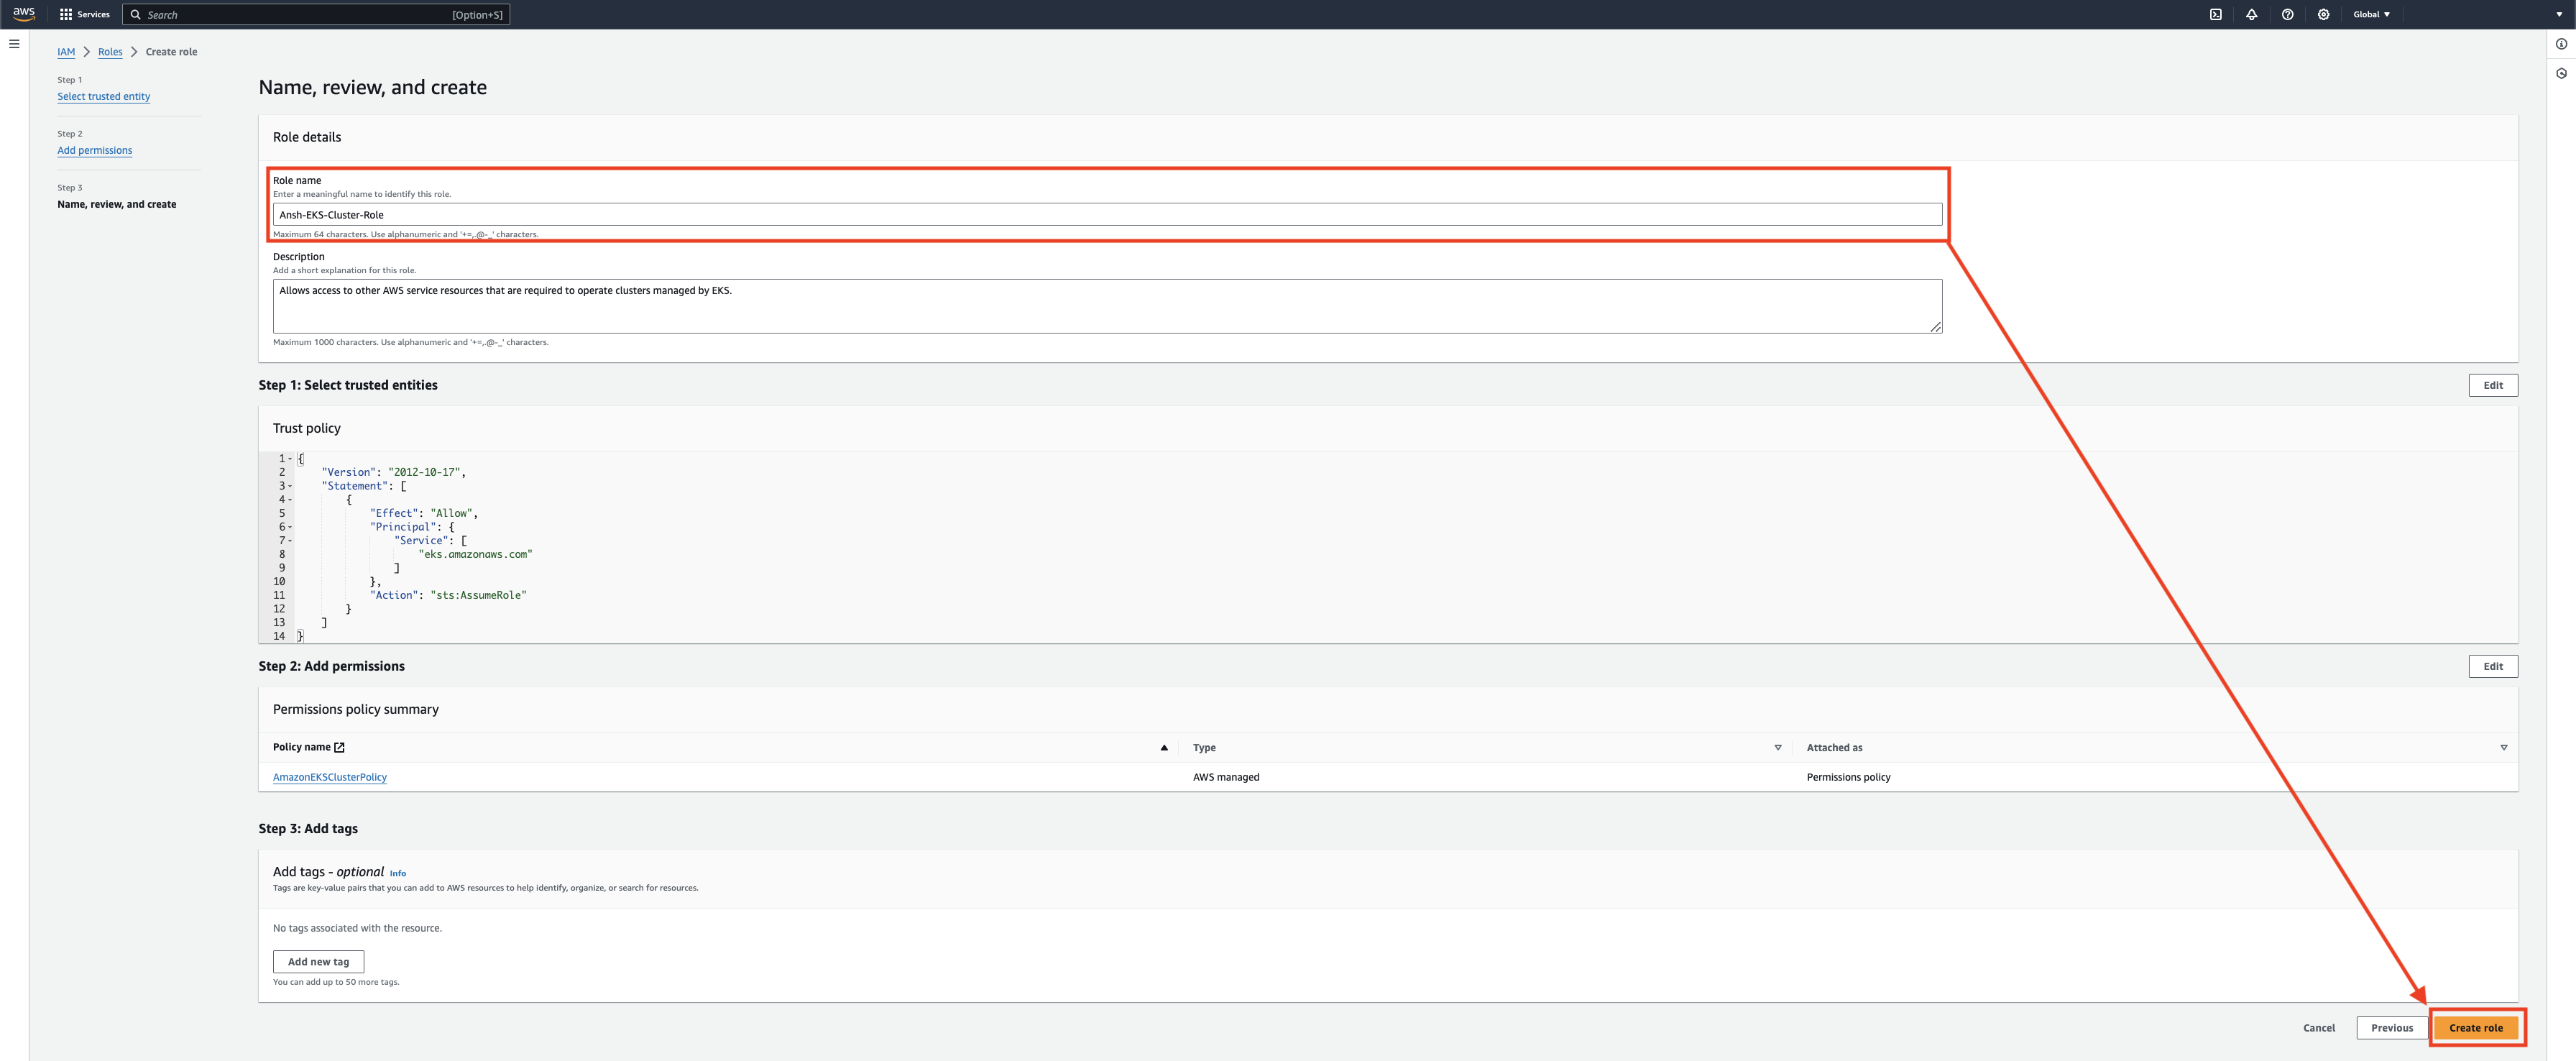 aws
Services
Search
[Option+S]
Global
IAM > Roles > Create role
Step 1
Select trusted entity
Step 2
Add permissions
Step 3
Name, review, and create
Name, review, and create
Role details
Role name
Enter a meaningful name to identify this role.
Ansh-EKS-Cluster-Role
Maximum 64 characters. Use alphanumeric and '+=,.@-_' characters.
Description
Add a short explanation for this role.
Allows access to other AWS service resources that are required to operate clusters managed by EKS.
Maximum 1000 characters. Use alphanumeric and '+=,.@-_' characters.
Step 1: Select trusted entities
Edit
Trust policy
1 {
2 "Version": "2012-10-17",
3 "Statement": [
4 {
5 "Effect": "Allow",
6 "Principal": {
7 "Service": [
8 "eks.amazonaws.com"
9 ]
10 },
11 "Action": "sts:AssumeRole"
12 }
13 ]
14 }
Step 2: Add permissions
Edit
Permissions policy summary
Policy name
Type
Attached as
AmazonEKSClusterPolicy
AWS managed
Permissions policy
Step 3: Add tags
Add tags - optional Info
Tags are key-value pairs that you can add to AWS resources to help identify, organize, or search for resources.
No tags associated with the resource.
Add new tag
You can add up to 50 more tags.
Cancel
Previous
Create role